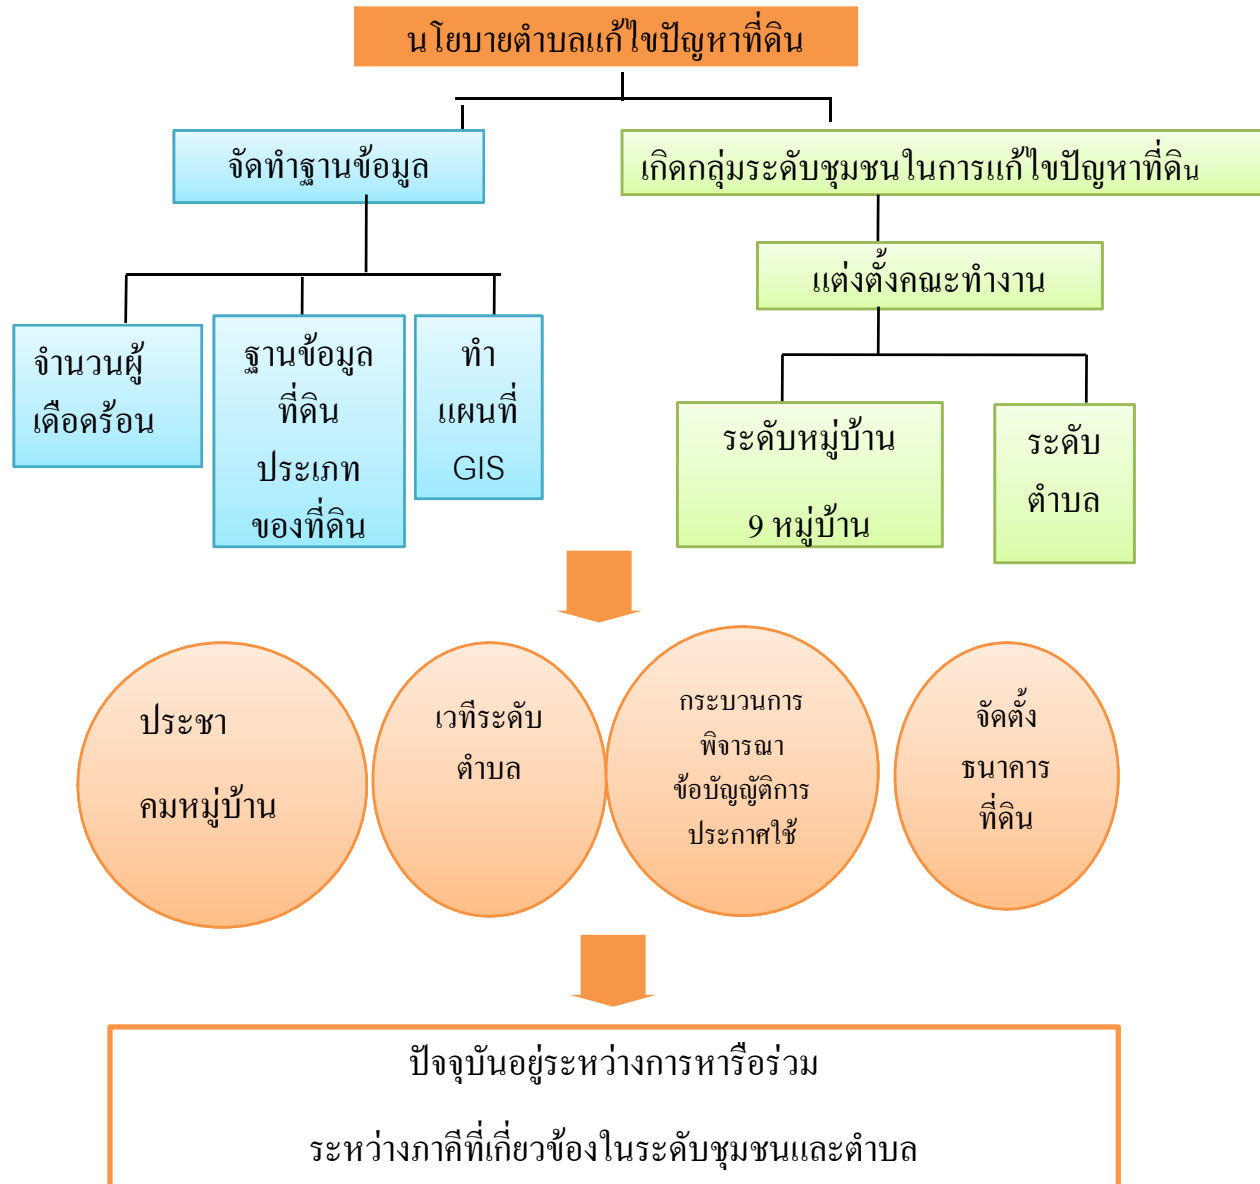 นโยบายตำบลแก้ไขปัญหาที่ดิน
จัดทำฐานข้อมูล
เกิดกลุ่มระดับชุมชนในการแก้ไขปัญหาที่ดิน
แต่งตั้งคณะทำงาน
จำนวนผู้
เดือดร้อน
ฐานข้อมูล
ที่ดิน
ประเภท
ของที่ดิน
ทำ
แผนที่
GIS
ระดับหมู่บ้าน
9 หมู่บ้าน
ระดับ
ตำบล
ประชา
คมหมู่บ้าน
เวทีระดับ
ตำบล
กระบวนการ
พิจารณา
ข้อบัญญัติการ
ประกาศใช้
จัดตั้ง
ธนาคาร
ที่ดิน
ปัจจุบันอยู่ระหว่างการหารือร่วม
ระหว่างภาคีที่เกี่ยวข้องในระดับชุมชนและตำบล